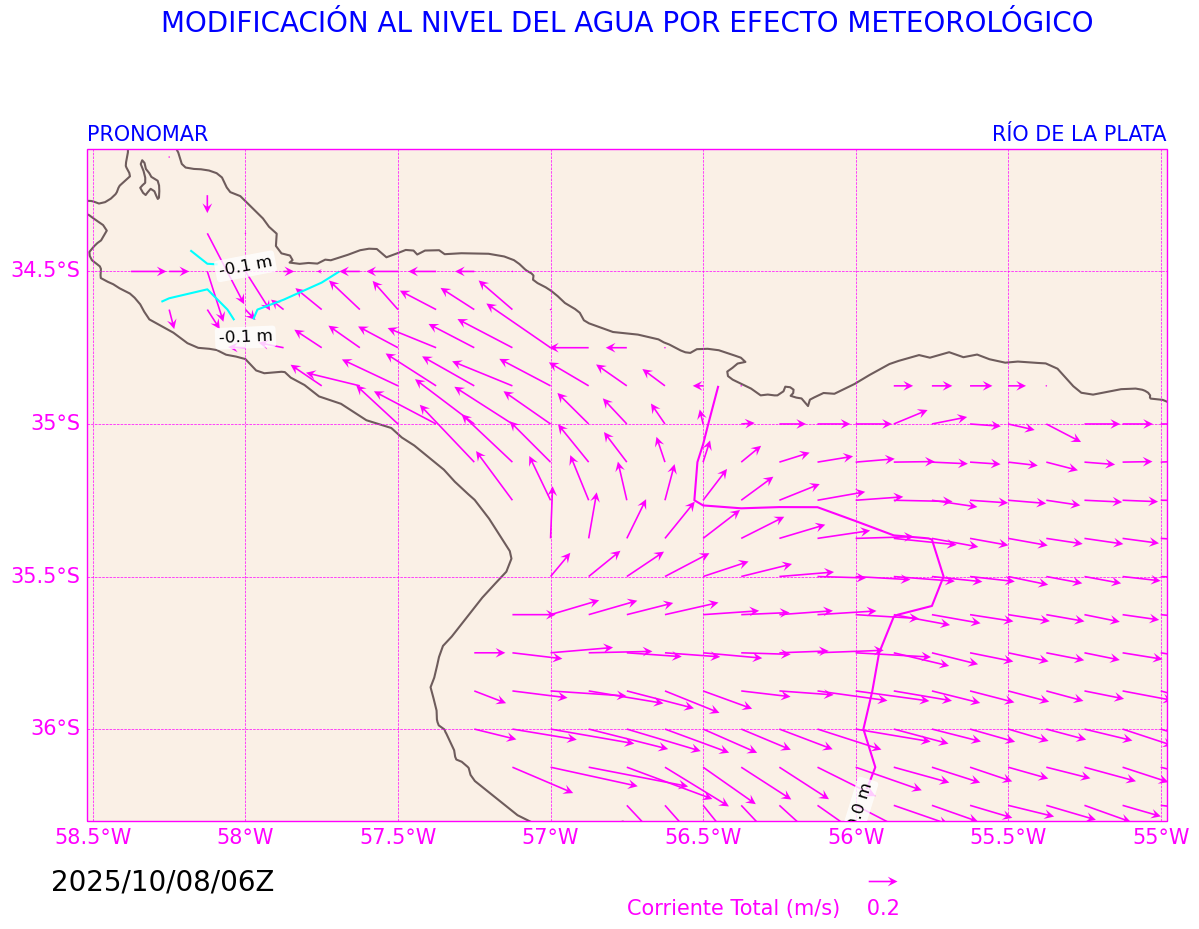 MODIFICACIÓN AL NIVEL DEL AGUA POR EFECTO METEOROLÓGICO
PRONOMAR
RÍO DE LA PLATA
-0.1 m
34.5°S
-0.1 m
35°S
35.5°S
36°S
0.0 m
58.5°W
58°W
57.5°W
57°W
56.5°W
56°W
55.5°W
55°W
2025/10/08/06Z
Corriente Total (m/s)
0.2